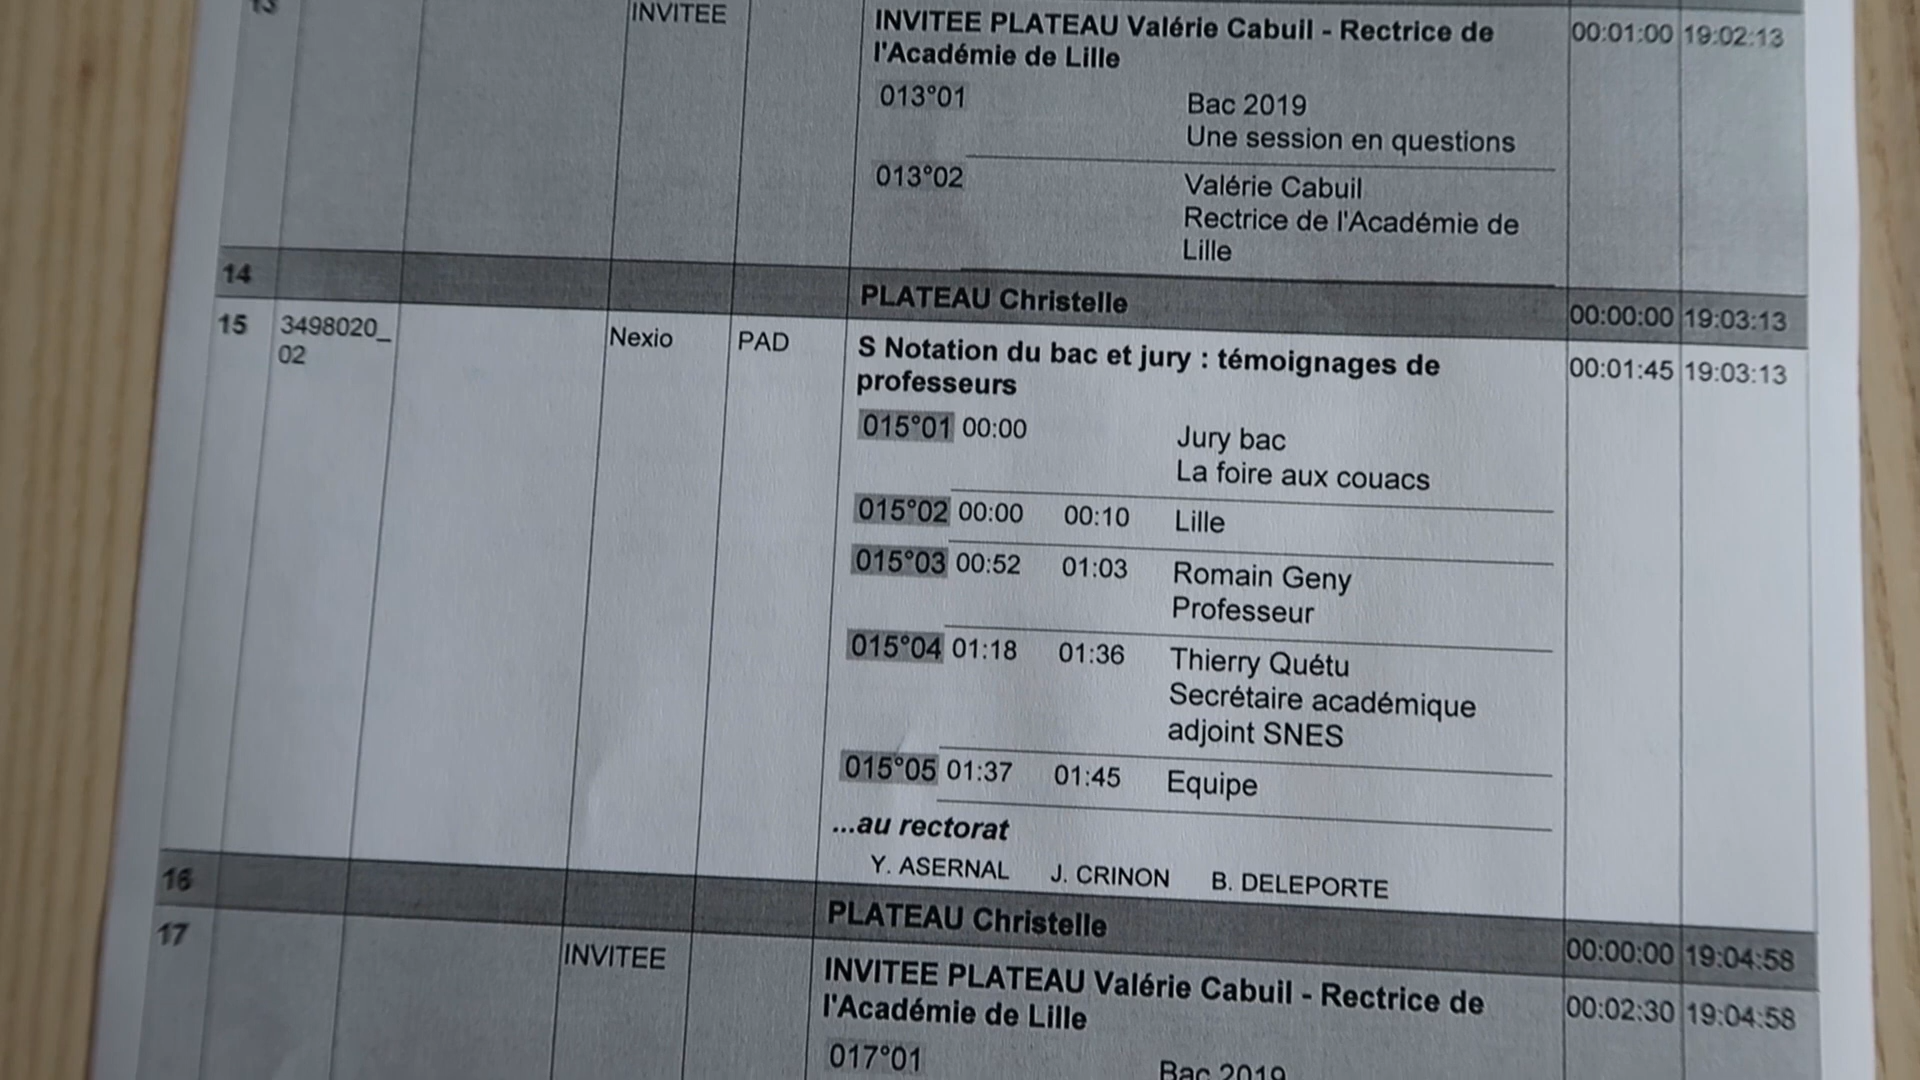 13 INVITEE INVITEE PLATEAU Valérie Cabuil - Rectrice de 00:01:00 19:02:13
l'Académie de Lille
013°01 Bac 2019
Une session en questions
013°02 Valérie Cabuil
Rectrice de l'Académie de
Lille
14 PLATEAU Christelle 00:00:00 19:03:13
15 3498020_ Nexio PAD S Notation du bac et jury : témoignages de 00:01:45 19:03:13
02 professeurs
015°01 00:00 Jury bac
La foire aux couacs
015°02 00:00 00:10 Lille
015°03 00:52 01:03 Romain Geny
Professeur
015°04 01:18 01:36 Thierry Quétu
Secrétaire académique
adjoint SNES
015°05 01:37 01:45 Equipe
...au rectorat
Y. ASERNAL J. CRINON B. DELEPORTE
16 PLATEAU Christelle 00:00:00 19:04:58
17 INVITEE INVITEE PLATEAU Valérie Cabuil - Rectrice de 00:02:30 19:04:58
l'Académie de Lille
017°01 Bac 2019